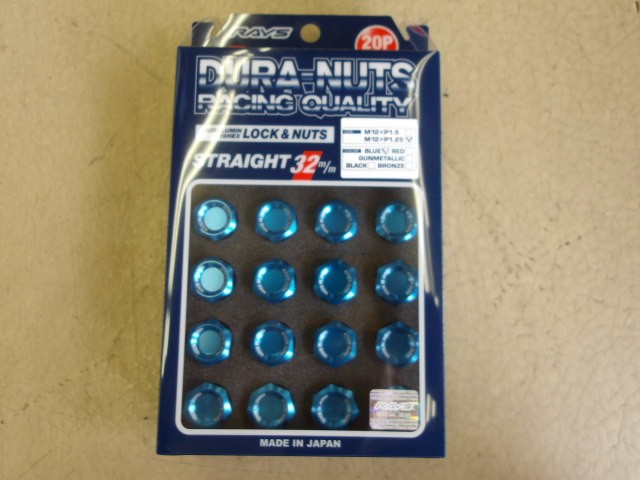 RAYS
20P
DURA-NUTS
RACING QUALITY
LOCK & NUTS
M12×P1.5
M12×P1.25
BLUE RED
GUNMETALLIC
BLACK BRONZE
STRAIGHT 32m/m
RAYS
MADE IN JAPAN